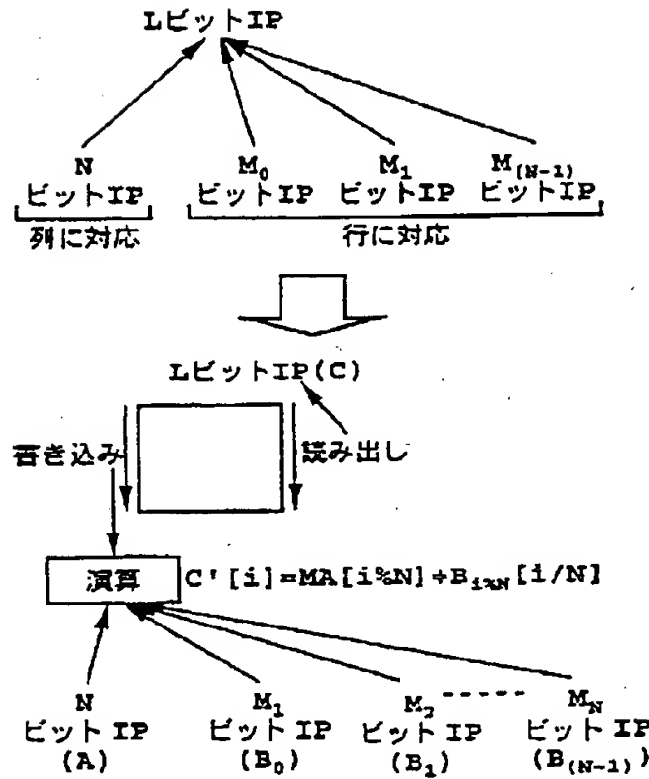 LビットIP
N M₀ M₁ M₍N-1₎
ビットIP ビットIP ビットIP ビットIP
列に対応 行に対応
LビットIP(C)
書き込み 読み出し
演算 C'[i]=MA[i%N]+B_{i%N}[i/N]
N M₁ M₂ ----- M_N
ビットIP ビットIP ビットIP ビットIP
(A) (B₀) (B₁) (B₍N-1₎)